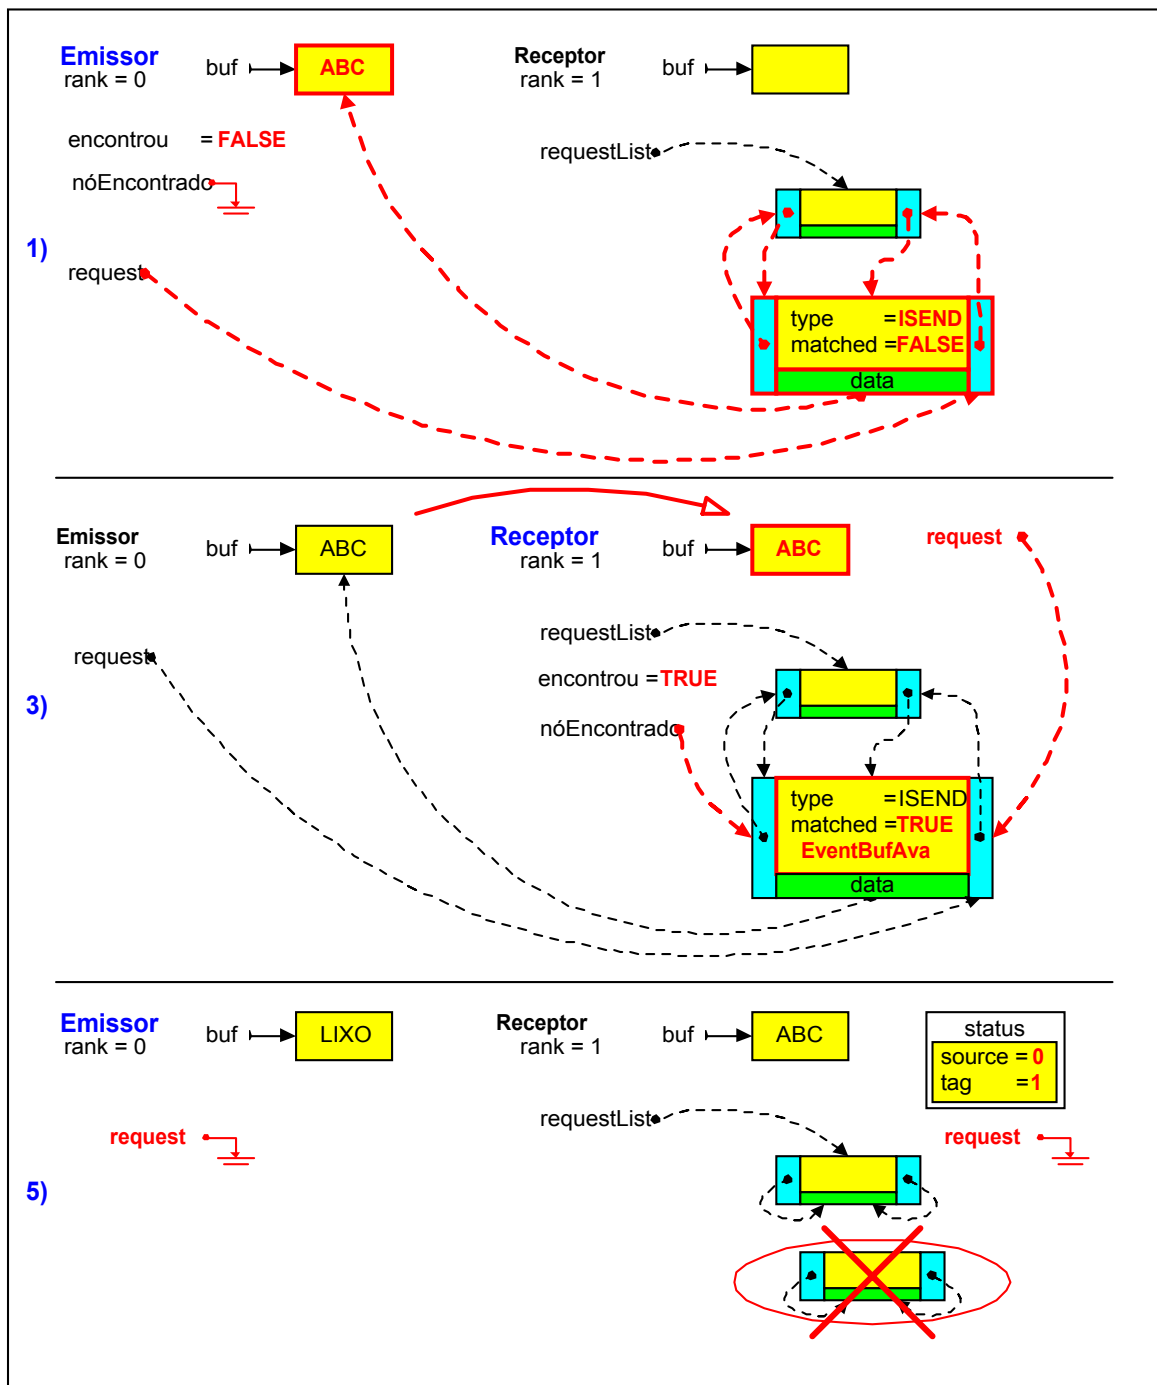 Emissor
rank = 0
buf
ABC
Receptor
rank = 1
buf
encontrou = FALSE
nóEncontrado
requestList
1)
request
type =ISEND
matched =FALSE
data
Emissor
rank = 0
buf
ABC
Receptor
rank = 1
buf
ABC
request
requestList
request
encontrou =TRUE
3)
nóEncontrado
type =ISEND
matched =TRUE
EventBufAva
data
Emissor
rank = 0
buf
LIXO
Receptor
rank = 1
buf
ABC
status
source = 0
tag =1
requestList
request
request
5)